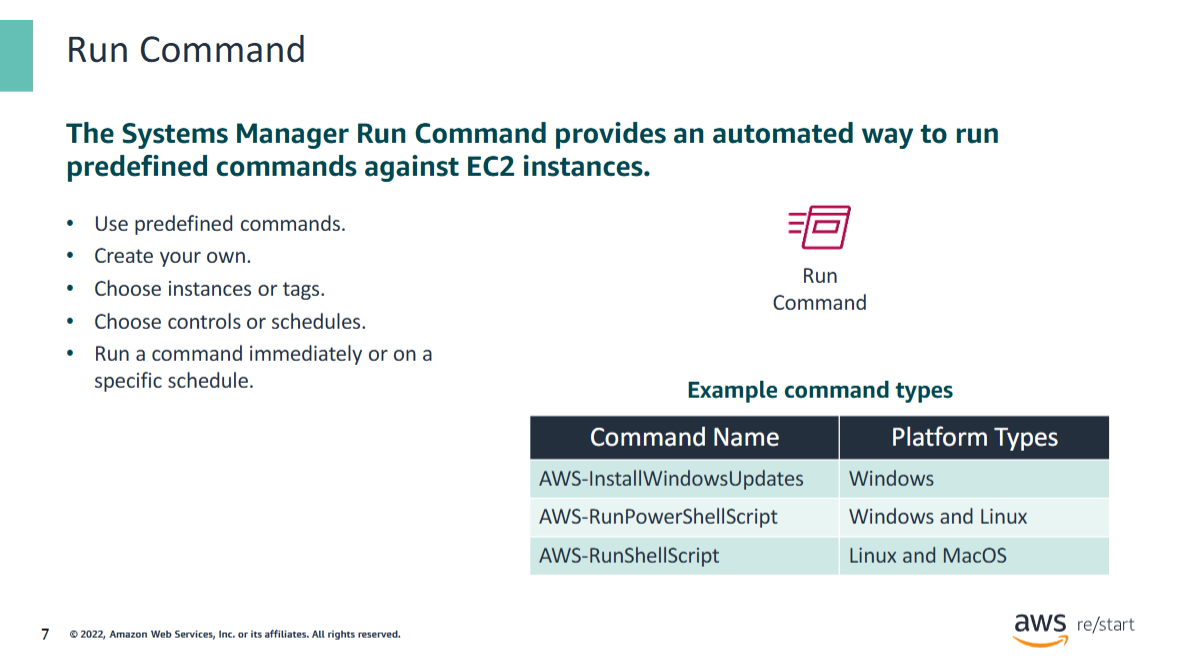 Run Command
The Systems Manager Run Command provides an automated way to run
predefined commands against EC2 instances.
• Use predefined commands.
• Create your own.
• Choose instances or tags.
• Choose controls or schedules.
• Run a command immediately or on a
specific schedule.
Run
Command
Example command types
Command Name Platform Types
AWS-InstallWindowsUpdates Windows
AWS-RunPowerShellScript Windows and Linux
AWS-RunShellScript Linux and MacOS
7 © 2022, Amazon Web Services, Inc. or its affiliates. All rights reserved.
aws re/start